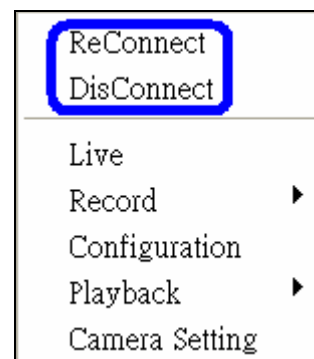 ReConnect
DisConnect
Live
Record
Configuration
Playback
Camera Setting